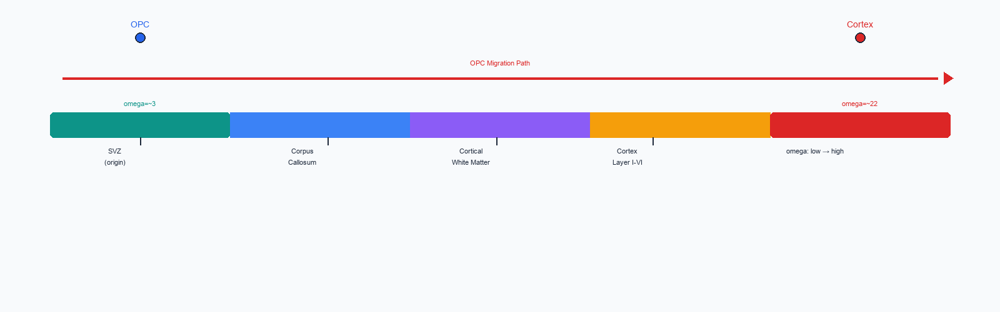 OPC
Cortex
OPC Migration Path
omega=~3
omega=~22
SVZ
(origin)
Corpus
Callosum
Cortical
White Matter
Cortex
Layer I-VI
omega: low → high